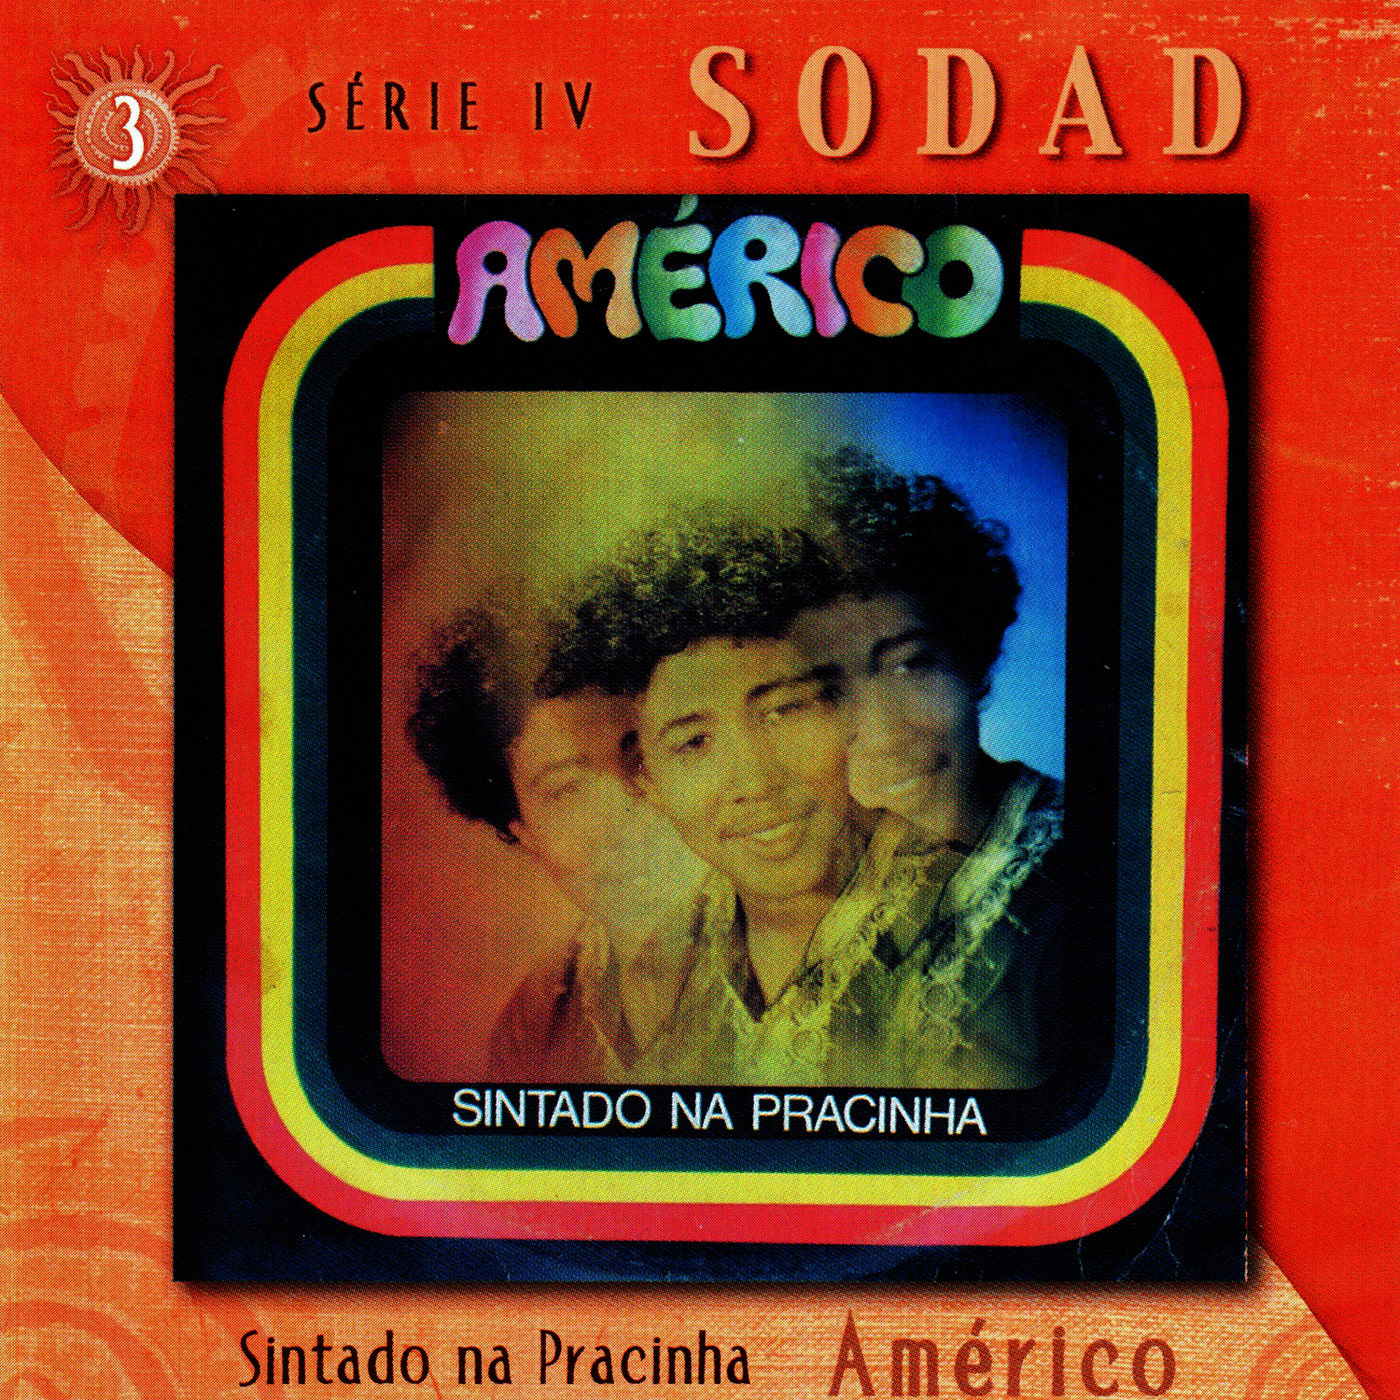 3
SÉRIE IV
SODAD
AMÉRICO
SINTADO NA PRACINHA
Sintado na Pracinha
Américo